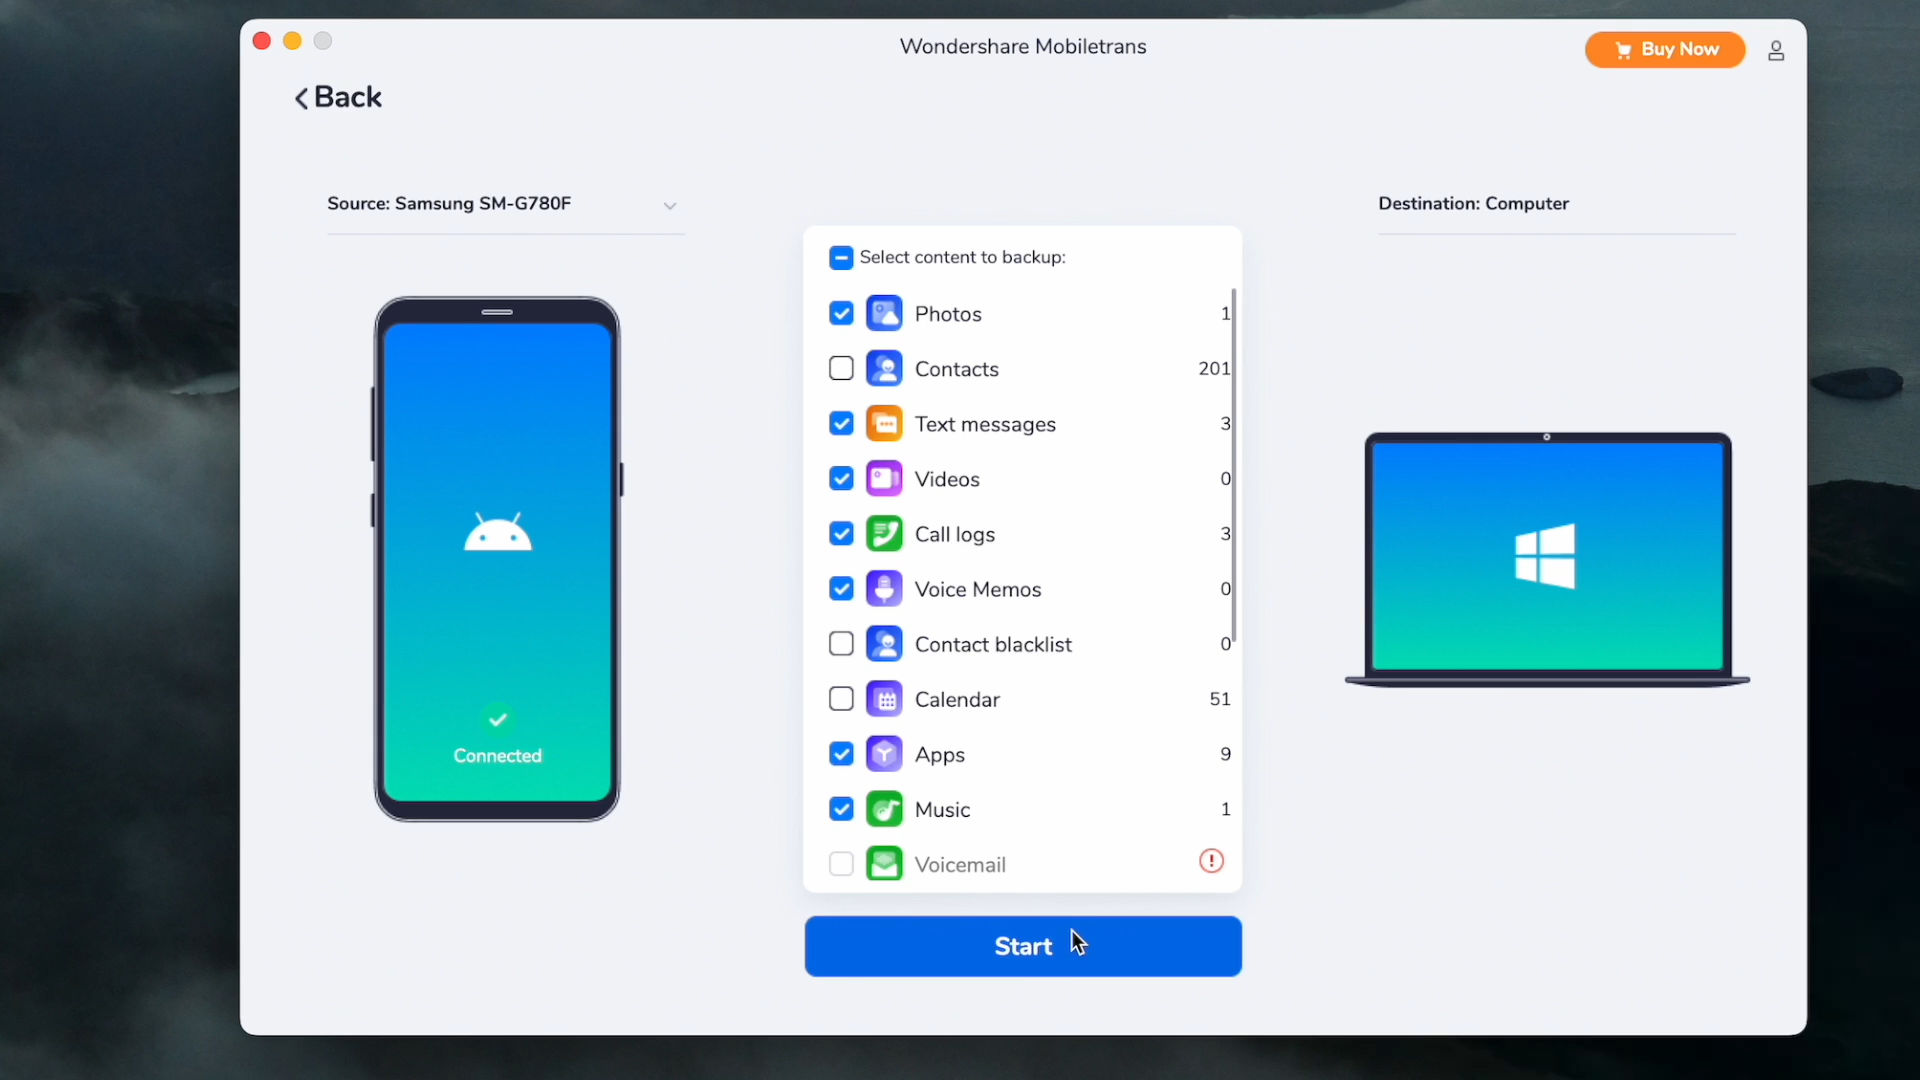 Wondershare Mobiletrans
Buy Now
Back
Source: Samsung SM-G780F
Destination: Computer
Select content to backup:
Photos 1
Contacts 201
Text messages 3
Videos 0
Call logs 3
Voice Memos 0
Contact blacklist 0
Calendar 51
Apps 9
Music 1
Voicemail
Connected
Start